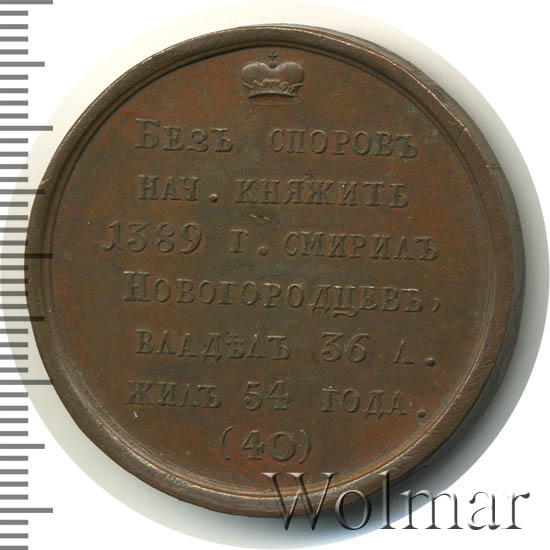 Безъ споровъ
нач. княжить
1389 г. смирилъ
Новогородцевъ,
владѣлъ 36 л.
жилъ 54 года.
(40)
Wolmar